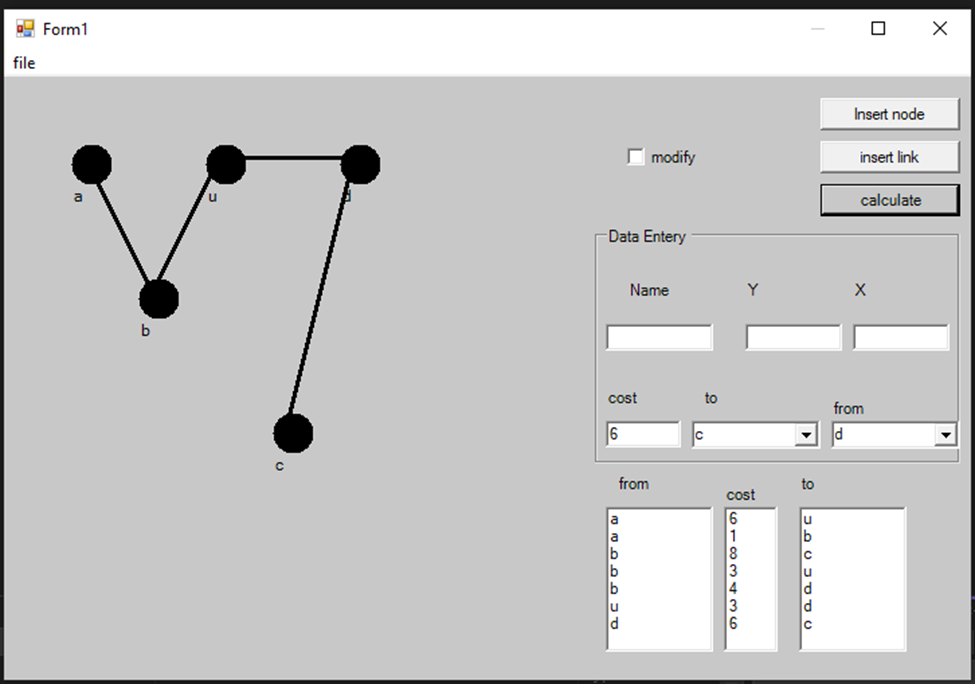 Form1
file
Insert node
modify
insert link
calculate
a
u
d
b
c
Data Entery
Name Y X
cost to from
6 c d
from cost to
a 6 u
a 1 b
b 8 c
b 3 u
b 4 d
u 3 d
d 6 c